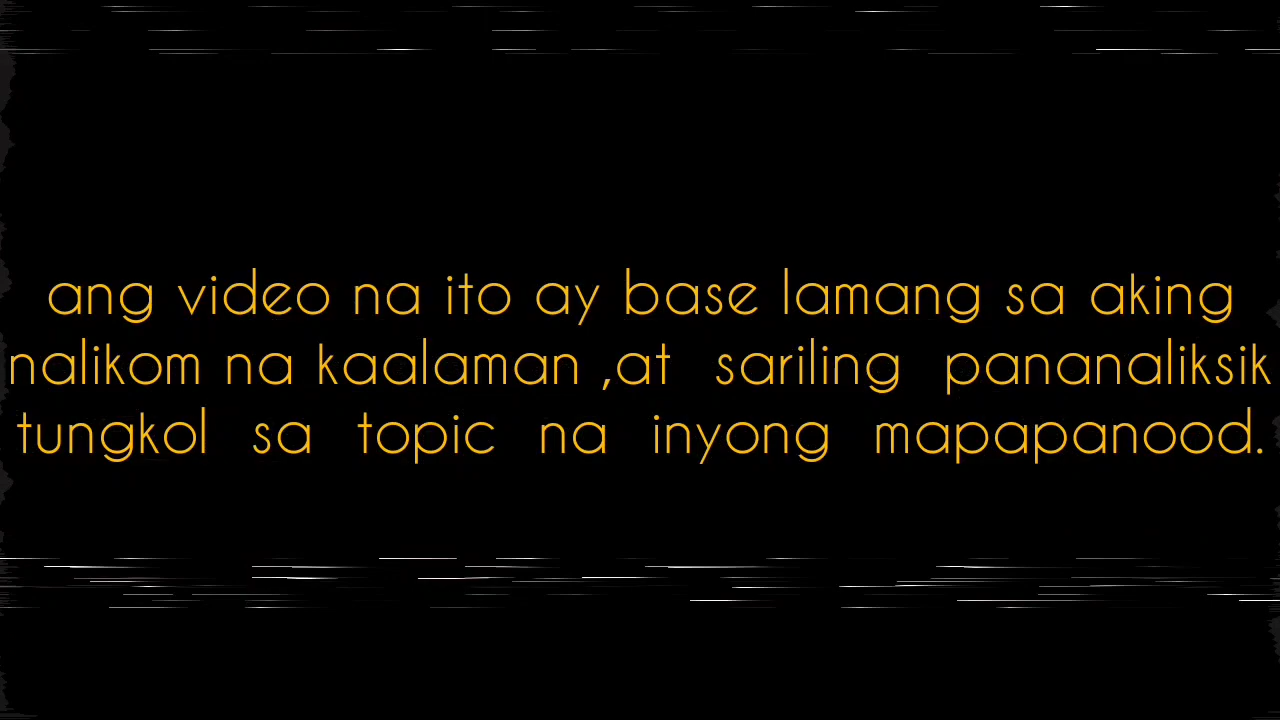 ang video na ito ay base lamang sa aking
nalikom na kaalaman ,at sariling pananaliksik
tungkol sa topic na inyong mapapanood.